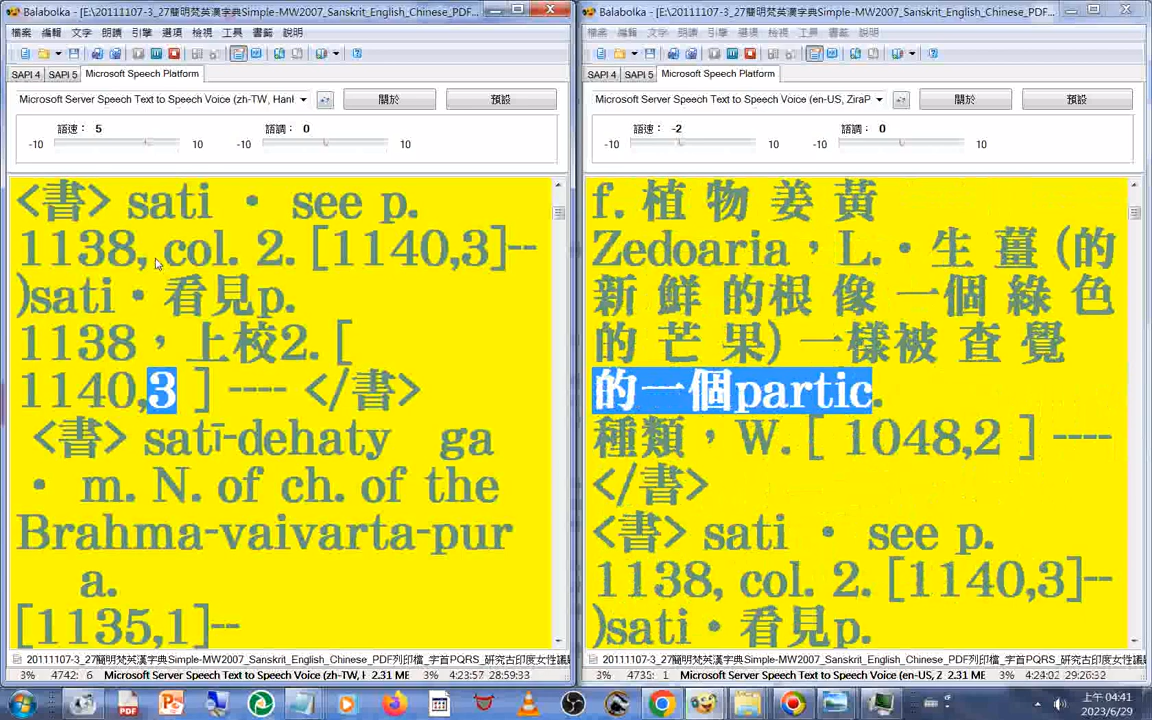 Balabolka - [E:\20111107-3_27簡明梵英漢字典Simple-MW2007_Sanskrit_English_Chinese_PDF...
檔案 編輯 文字 朗讀 引擎 選項 檢視 工具 書籤 說明
SAPI 4 SAPI 5 Microsoft Speech Platform
Microsoft Server Speech Text to Speech Voice (zh-TW, Hanl
關於 預設
語速： 5 語調： 0
-10 10 -10 10
<書> sati ‧ see p.
1138, col. 2. [1140,3]--
)sati‧看見p.
1138，上校2. [
1140,3 ] ---- </書>
<書> satī-dehaty ga
‧ m. N. of ch. of the
Brahma-vaivarta-pur
a.
[1135,1]--
20111107-3_27簡明梵英漢字典Simple-MW2007_Sanskrit_English_Chinese_PDF列印檔_字首PQRS_研究古印度女性議
3% 4742: 6 Microsoft Server Speech Text to Speech Voice (zh-TW, H 2.31 ME 4:23:57 28:59:33
Balabolka - [E:\20111107-3_27簡明梵英漢字典Simple-MW2007_Sanskrit_English_Chinese_PDF...
檔案 編輯 文字 朗讀 引擎 選項 檢視 工具 書籤 說明
SAPI 4 SAPI 5 Microsoft Speech Platform
Microsoft Server Speech Text to Speech Voice (en-US, ZiraP
關於 預設
語速： -2 語調： 0
-10 10 -10 10
f. 植 物 姜 黃
Zedoaria，L.‧生 薑 (的
新 鮮 的根 像 一個 綠 色
的 芒 果) 一樣被 查 覺
的一個partic.
種類，W. [ 1048,2 ] ----
</書>
<書> sati ‧ see p.
1138, col. 2. [1140,3]--
)sati‧看見p.
20111107-3_27簡明梵英漢字典Simple-MW2007_Sanskrit_English_Chinese_PDF列印檔_字首PQRS_研究古印度女性議
3% 4735: 1 Microsoft Server Speech Text to Speech Voice (en-US, Z 2.31 ME 4:24:02 29:26:32
上午 04:41
2023/6/29